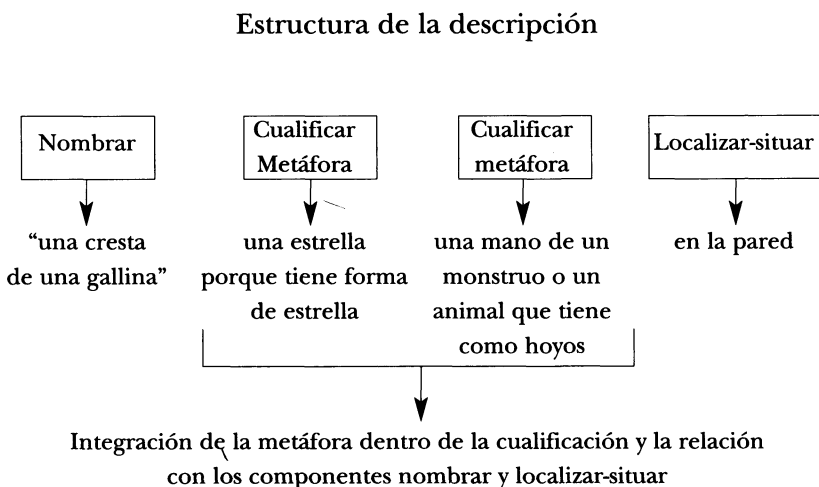 Estructura de la descripción
Nombrar
Cualificar
Metáfora
Cualificar
metáfora
Localizar-situar
“una cresta
de una gallina”
una estrella
porque tiene forma
de estrella
una mano de un
monstruo o un
animal que tiene
como hoyos
en la pared
Integración de la metáfora dentro de la cualificación y la relación
con los componentes nombrar y localizar-situar